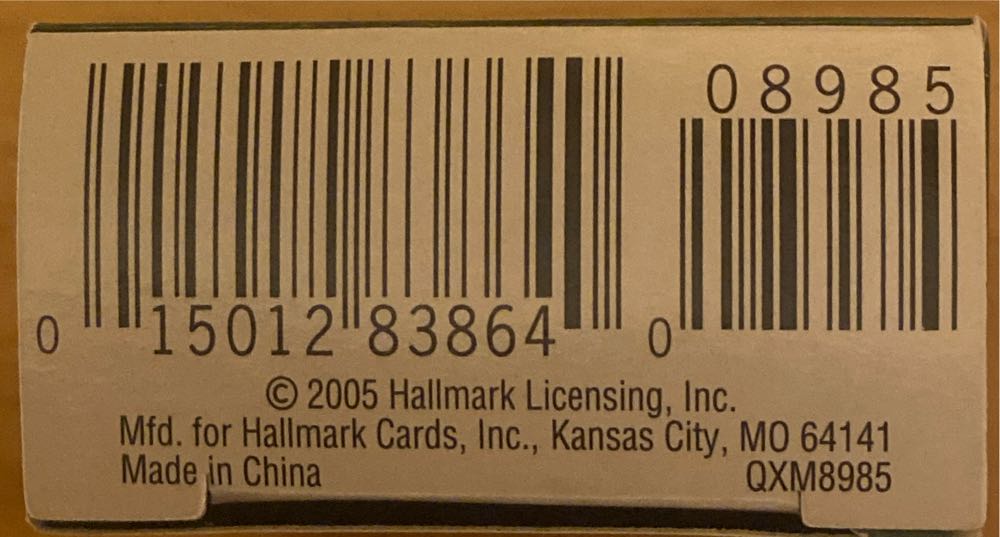 08985
0 15012 83864 0
© 2005 Hallmark Licensing, Inc.
Mfd. for Hallmark Cards, Inc., Kansas City, MO 64141
Made in China QXM8985